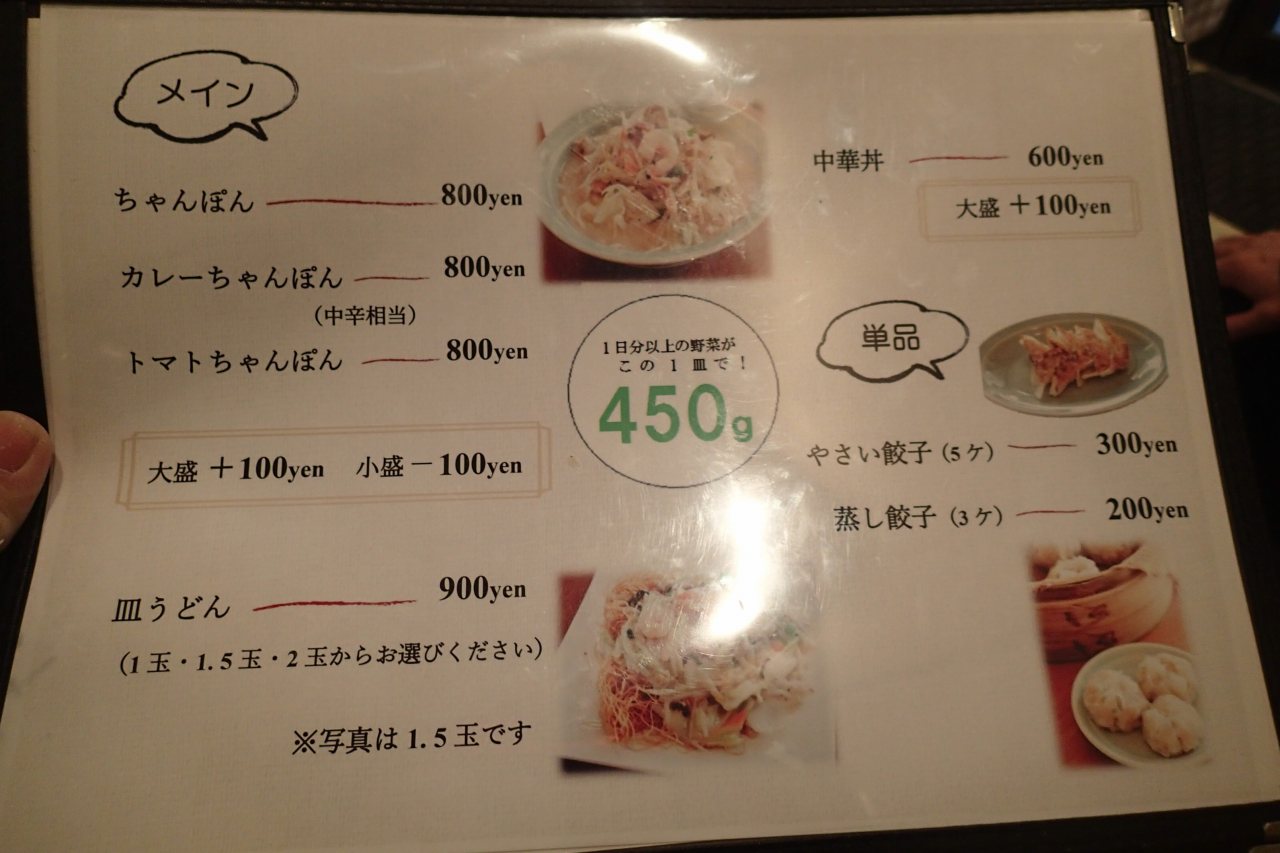 メイン
ちゃんぽん 800yen
カレーちゃんぽん 800yen
（中辛相当）
トマトちゃんぽん 800yen
大盛 ＋100yen 小盛 －100yen
皿うどん 900yen
（1玉・1.5玉・2玉からお選びください）
※写真は1.5玉です
1日分以上の野菜が
この1皿で！
450g
中華丼 600yen
大盛 ＋100yen
単品
やさい餃子（5ケ） 300yen
蒸し餃子（3ケ） 200yen